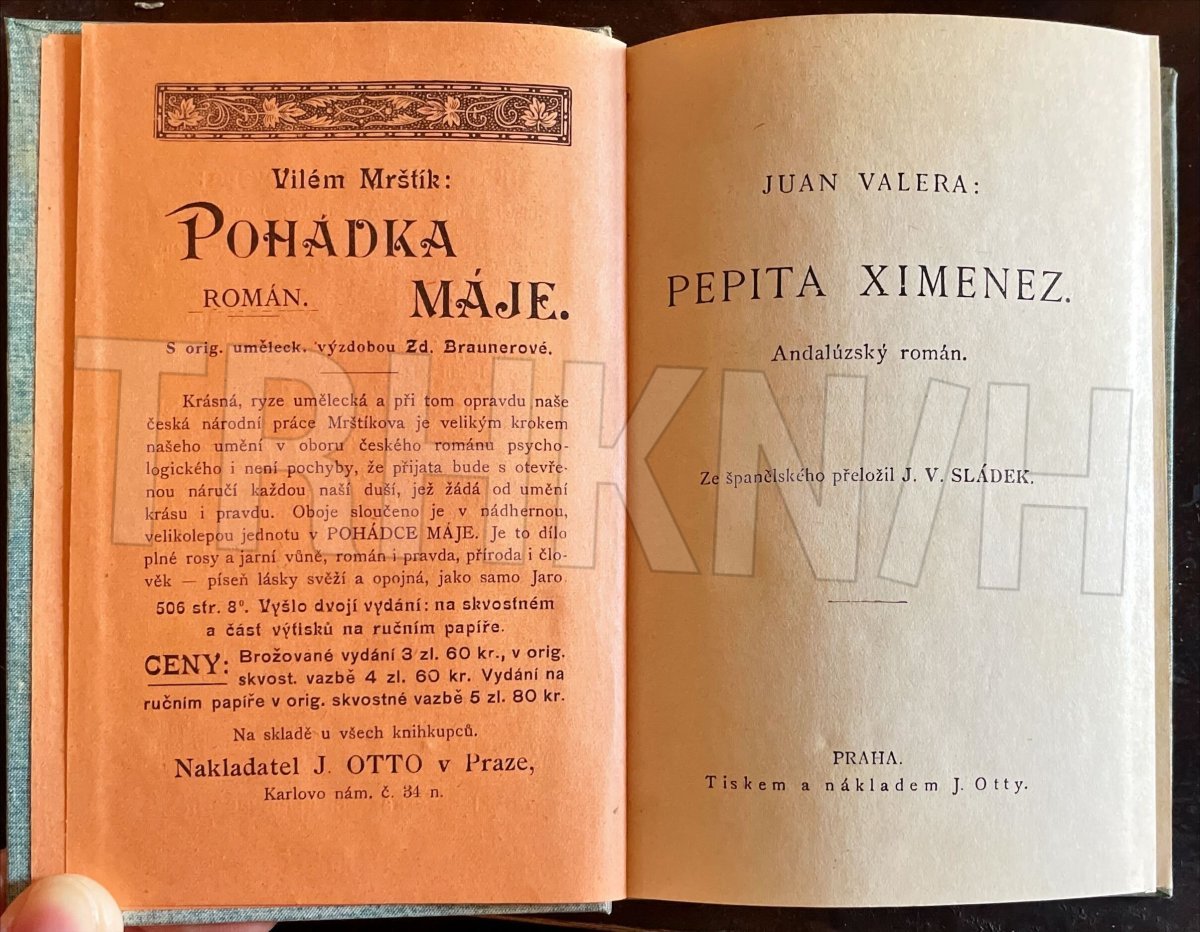 Vilém Mrštík:
POHÁDKA
ROMÁN. MÁJE.
S orig. uměleck. výzdobou Zd. Braunerové.
Krásná, ryze umělecká a při tom opravdu naše
česká národní práce Mrštíkova je velikým krokem
našeho umění v oboru českého románu psycho-
logického i není pochyby, že přijata bude s otevře-
nou náručí každou naší duší, jež žádá od umění
krásu i pravdu. Oboje sloučeno je v nádhernou,
velikolepou jednotu v POHÁDCE MÁJE. Je to dílo
plné rosy a jarní vůně, román i pravda, příroda i člo-
věk — píseň lásky svěží a opojná, jako samo Jaro
506 str. 8°. Vyšlo dvojí vydání: na skvostném
a část výtisků na ručním papíře.
CENY: Brožované vydání 3 zl. 60 kr., v orig.
skvost. vazbě 4 zl. 60 kr. Vydání na
ručním papíře v orig. skvostné vazbě 5 zl. 80 kr.
Na skladě u všech knihkupců.
Nakladatel J. OTTO v Praze,
Karlovo nám. č. 34 n.
JUAN VALERA:
PEPITA XIMENEZ.
Andalúzský román.
Ze španělského přeložil J. V. SLÁDEK.
PRAHA.
Tiskem a nákladem J. Otty.
TRHKN/H